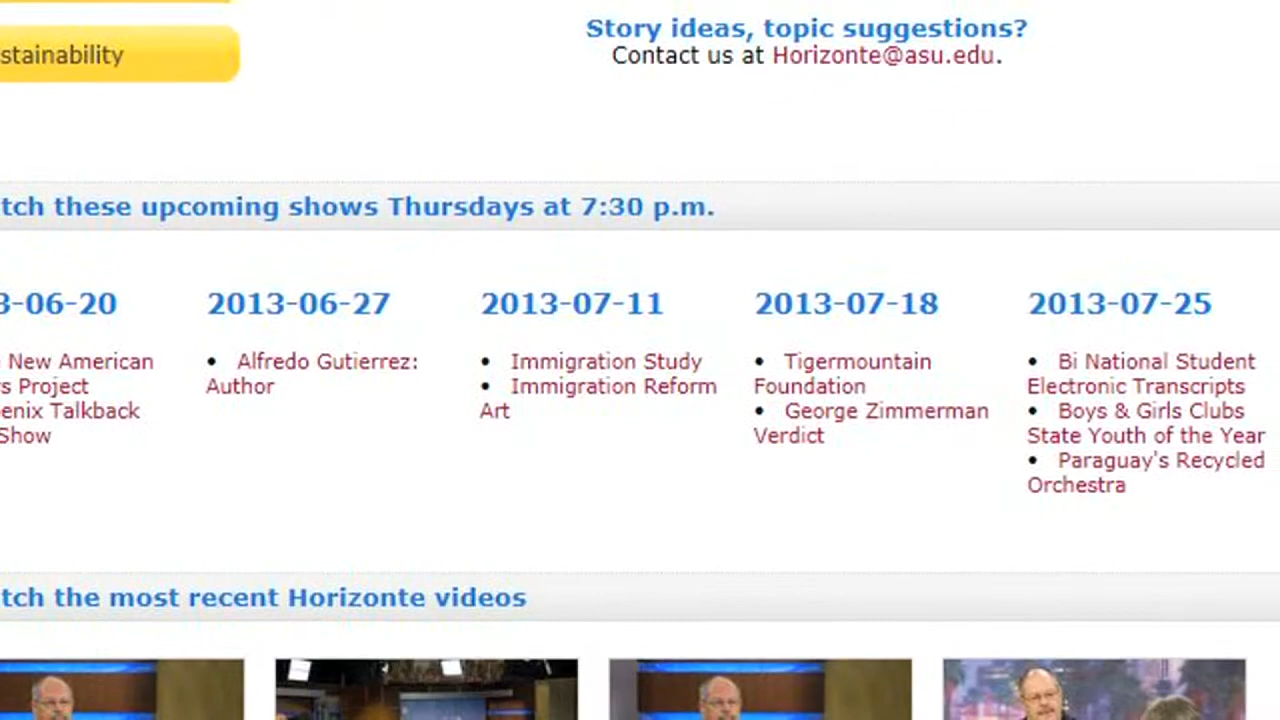 Story ideas, topic suggestions?
Contact us at Horizonte@asu.edu.
stainability
tch these upcoming shows Thursdays at 7:30 p.m.
3-06-20
New American
s Project
enix Talkback
Show
2013-06-27
• Alfredo Gutierrez:
Author
2013-07-11
• Immigration Study
• Immigration Reform
Art
2013-07-18
• Tigermountain
Foundation
• George Zimmerman
Verdict
2013-07-25
• Bi National Student
Electronic Transcripts
• Boys & Girls Clubs
State Youth of the Year
• Paraguay's Recycled
Orchestra
tch the most recent Horizonte videos